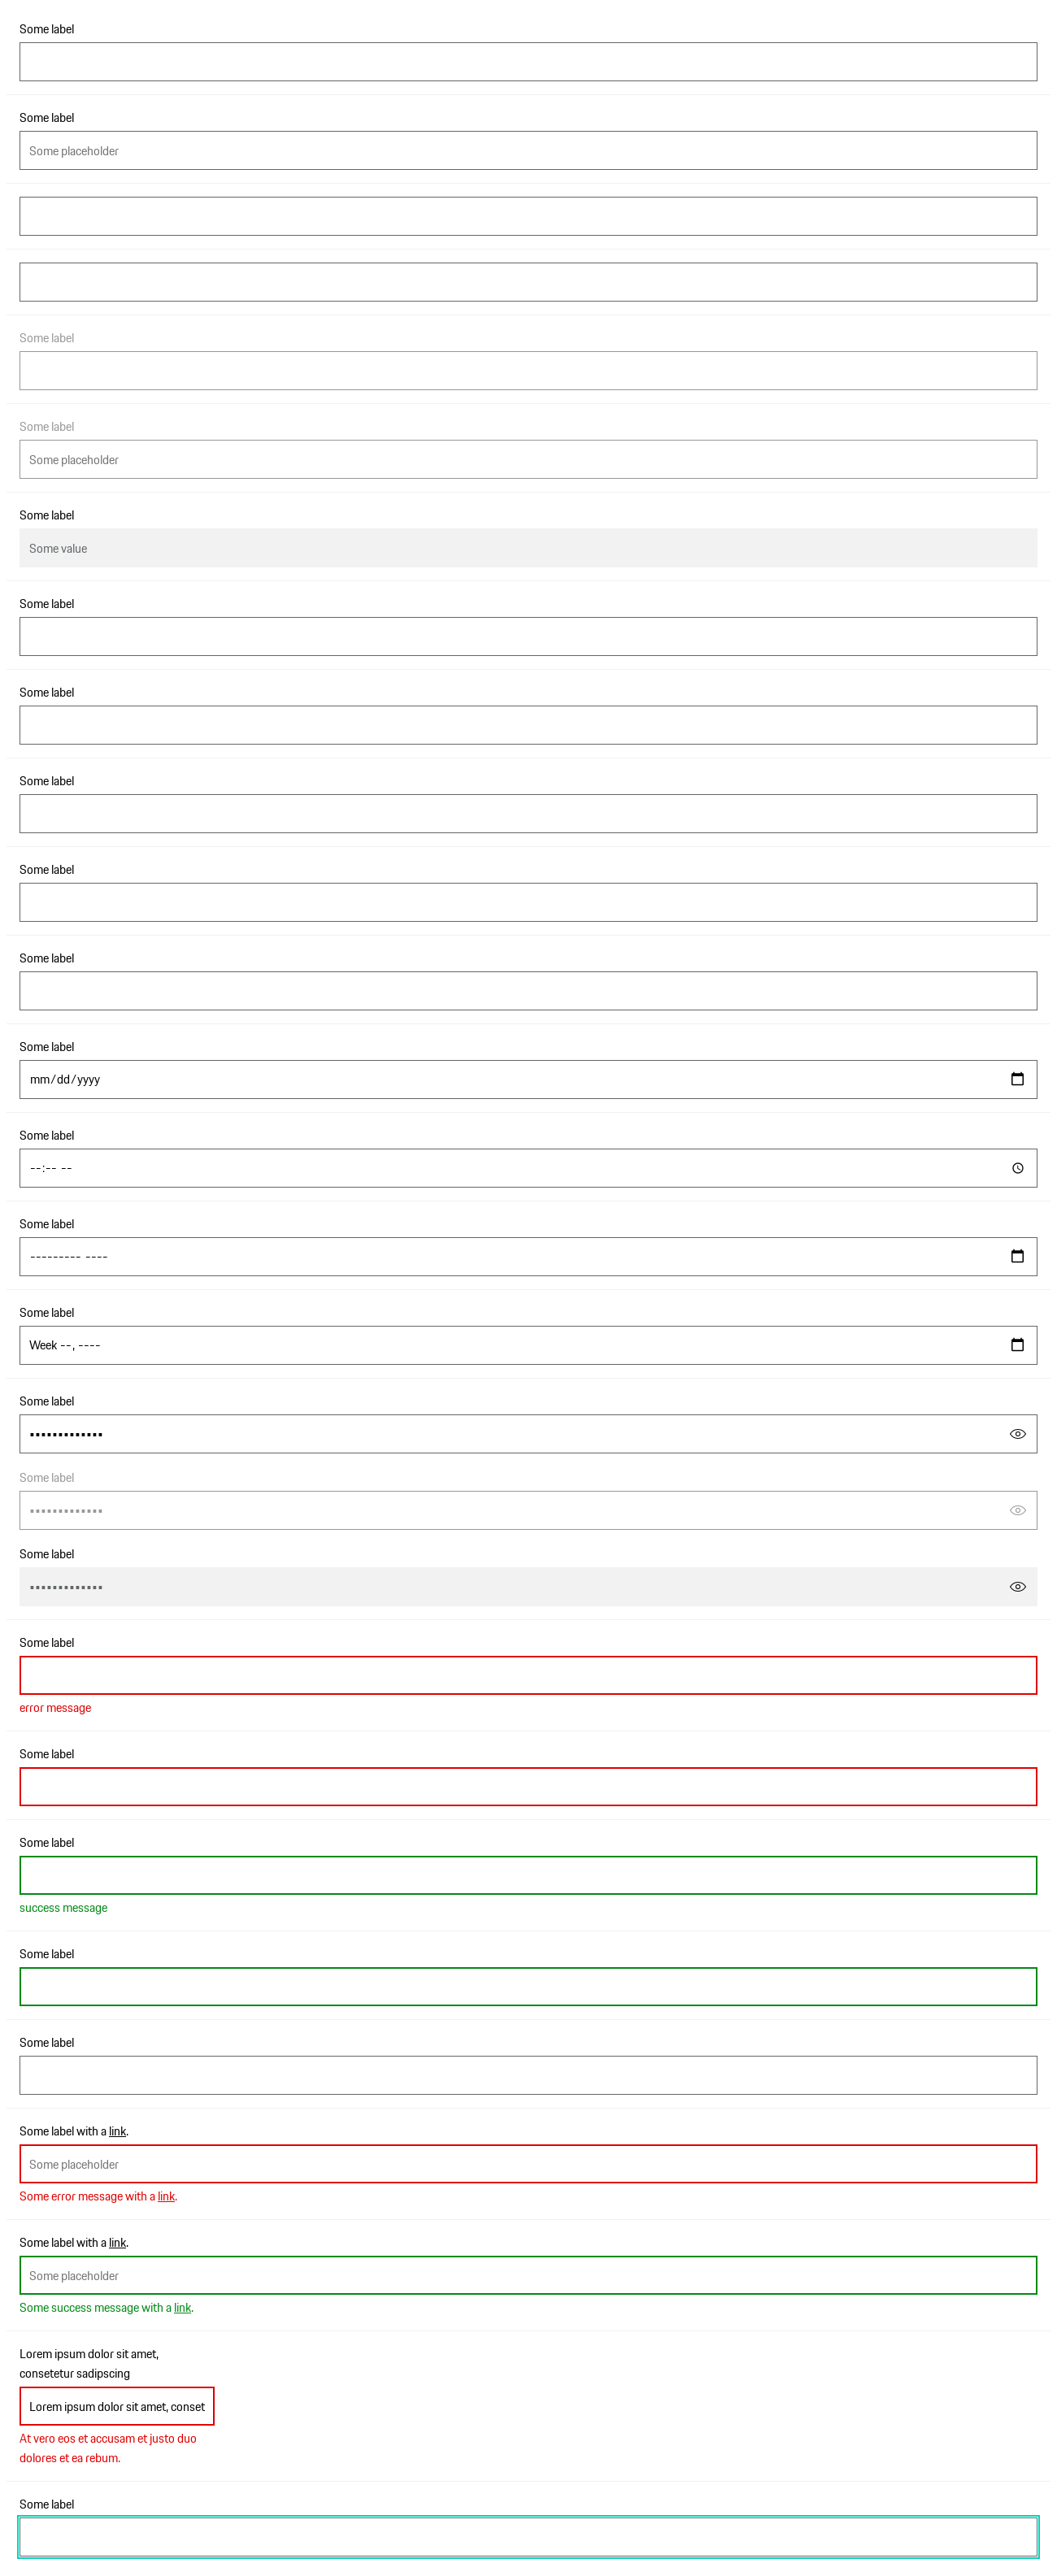 Some label
Some label
Some placeholder
Some label
Some label
Some placeholder
Some label
Some value
Some label
Some label
Some label
Some label
Some label
Some label
mm/dd/yyyy
Some label
--:-- --
Some label
--------- ----
Some label
Week --, ----
Some label
•••••••••••••
Some label
•••••••••••••
Some label
•••••••••••••
Some label
error message
Some label
Some label
success message
Some label
Some label
Some label with a link.
Some placeholder
Some error message with a link.
Some label with a link.
Some placeholder
Some success message with a link.
Lorem ipsum dolor sit amet,
consetetur sadipscing
Lorem ipsum dolor sit amet, conset
At vero eos et accusam et justo duo
dolores et ea rebum.
Some label